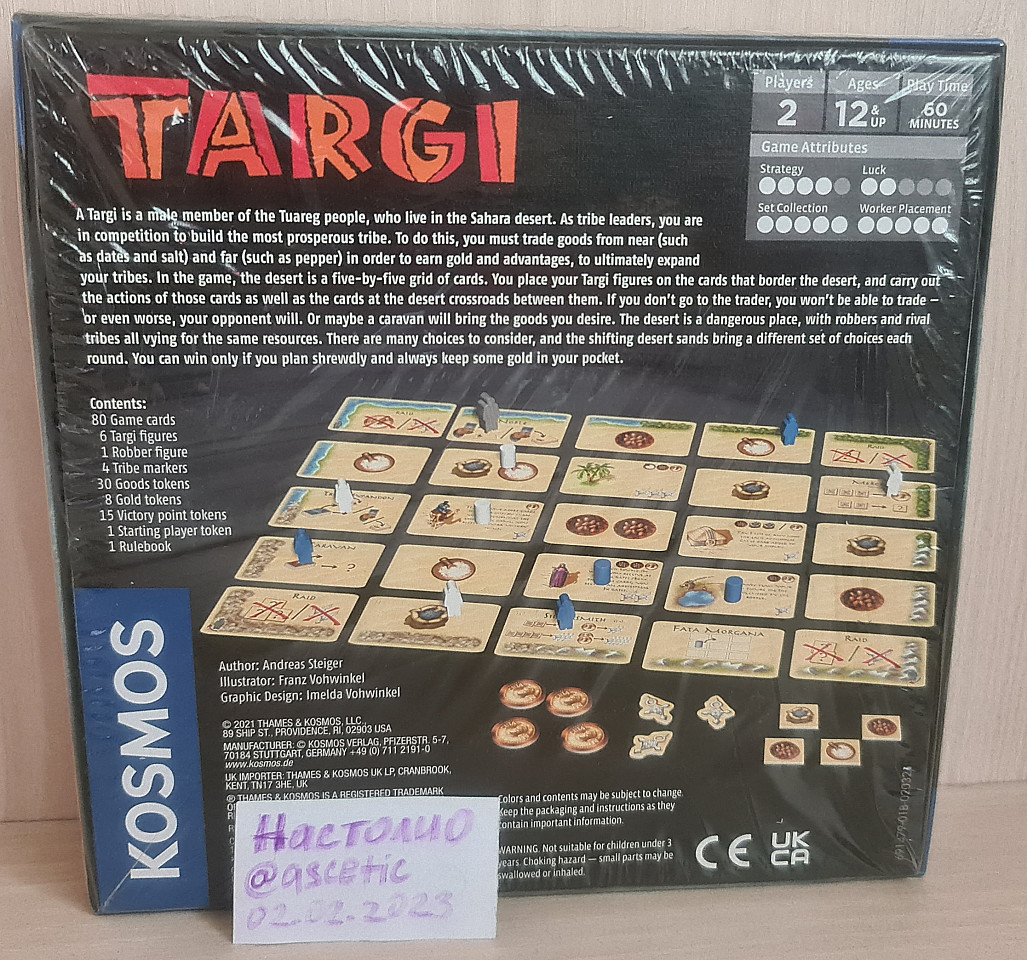 TARGI
Players
2
Ages
12 & UP
Play Time
60 MINUTES
Game Attributes
Strategy
Luck
Set Collection
Worker Placement
A Targi is a male member of the Tuareg people, who live in the Sahara desert. As tribe leaders, you are
in competition to build the most prosperous tribe. To do this, you must trade goods from near (such
as dates and salt) and far (such as pepper) in order to earn gold and advantages, to ultimately expand
your tribes. In the game, the desert is a five-by-five grid of cards. You place your Targi figures on the cards that border the desert, and carry out
the actions of those cards as well as the cards at the desert crossroads between them. If you don't go to the trader, you won't be able to trade –
or even worse, your opponent will. Or maybe a caravan will bring the goods you desire. The desert is a dangerous place, with robbers and rival
tribes all vying for the same resources. There are many choices to consider, and the shifting desert sands bring a different set of choices each
round. You can win only if you plan shrewdly and always keep some gold in your pocket.
Contents:
80 Game cards
6 Targi figures
1 Robber figure
4 Tribe markers
30 Goods tokens
8 Gold tokens
15 Victory point tokens
1 Starting player token
1 Rulebook
RAID
RAID
RAID
FATA MORGANA
RAID
KOSMOS
Author: Andreas Steiger
Illustrator: Franz Vohwinkel
Graphic Design: Imelda Vohwinkel
© 2021 THAMES & KOSMOS, LLC,
89 SHIP ST., PROVIDENCE, RI, 02903 USA
MANUFACTURER: © KOSMOS VERLAG, PFIZERSTR. 5-7,
70184 STUTTGART, GERMANY +49 (0) 711 2191-0
www.kosmos.de
UK IMPORTER: THAMES & KOSMOS UK LP, CRANBROOK,
KENT, TN17 3HE, UK
® THAMES & KOSMOS IS A REGISTERED TRADEMARK
Colors and contents may be subject to change.
Keep the packaging and instructions as they
contain important information.
WARNING. Not suitable for children under 3
years. Choking hazard — small parts may be
swallowed or inhaled.
CE
UK
CA
Настолио
@ascetic
02.02.2023